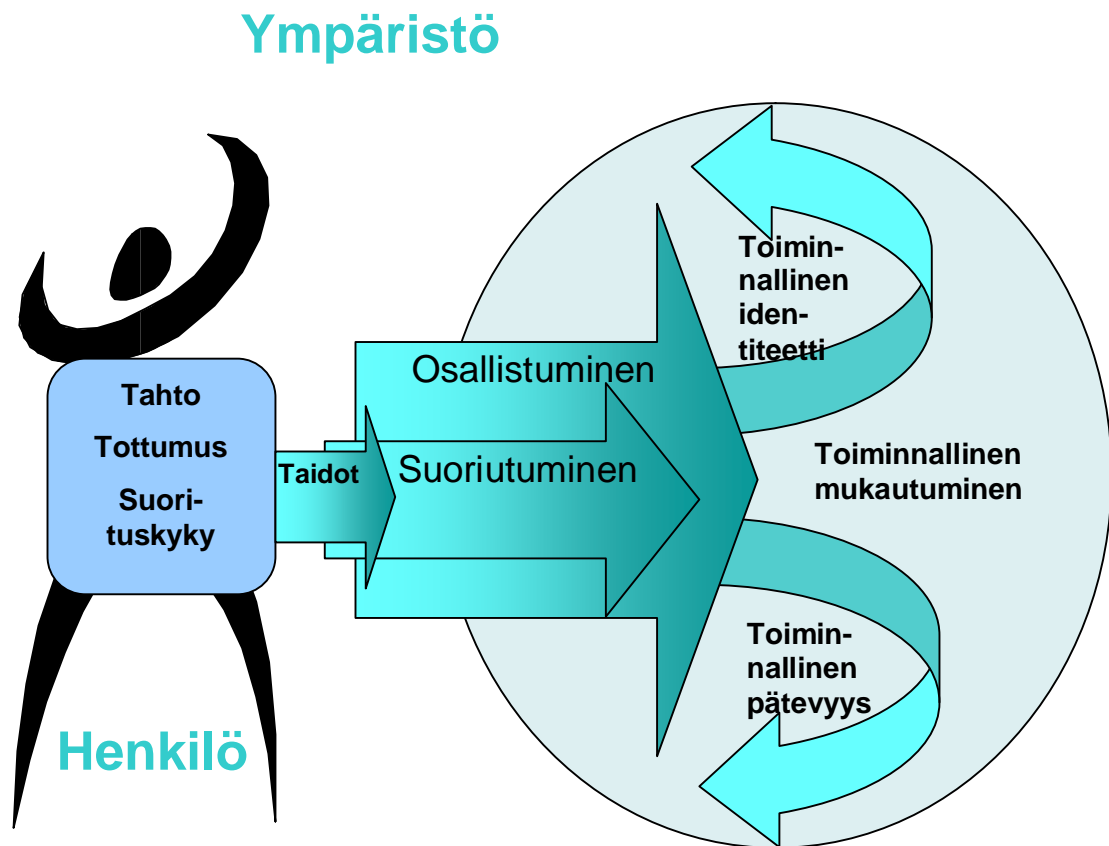 Ympäristö
Tahto
Tottumus
Suori-
tuskyky
Taidot
Osallistuminen
Suoriutuminen
Toimin-
nallinen
iden-
titeetti
Toiminnallinen
mukautuminen
Toimin-
nallinen
pätevyys
Henkilö